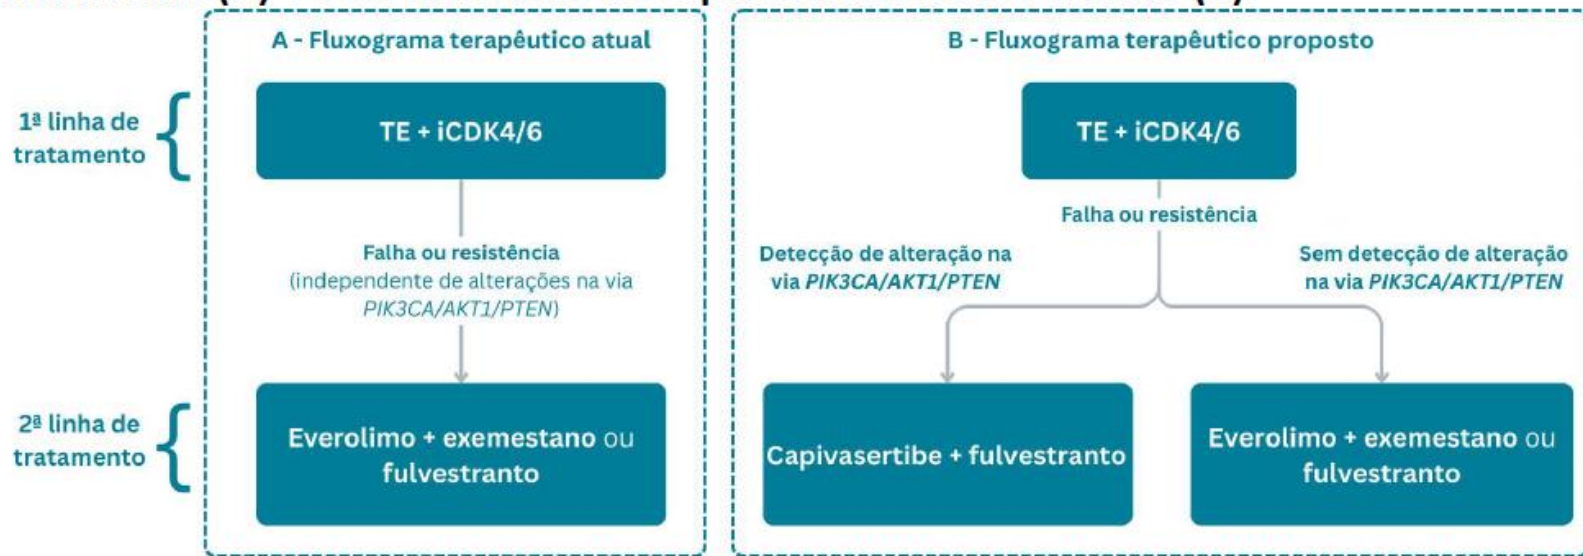 A - Fluxograma terapêutico atual
1ª linha de
tratamento
TE + iCDK4/6
Falha ou resistência
(independente de alterações na via
PIK3CA/AKT1/PTEN)
2ª linha de
tratamento
Everolimo + exemestano ou
fulvestranto
B - Fluxograma terapêutico proposto
TE + iCDK4/6
Falha ou resistência
Detecção de alteração na
via PIK3CA/AKT1/PTEN
Sem detecção de alteração
na via PIK3CA/AKT1/PTEN
Capivasertibe + fulvestranto
Everolimo + exemestano ou
fulvestranto